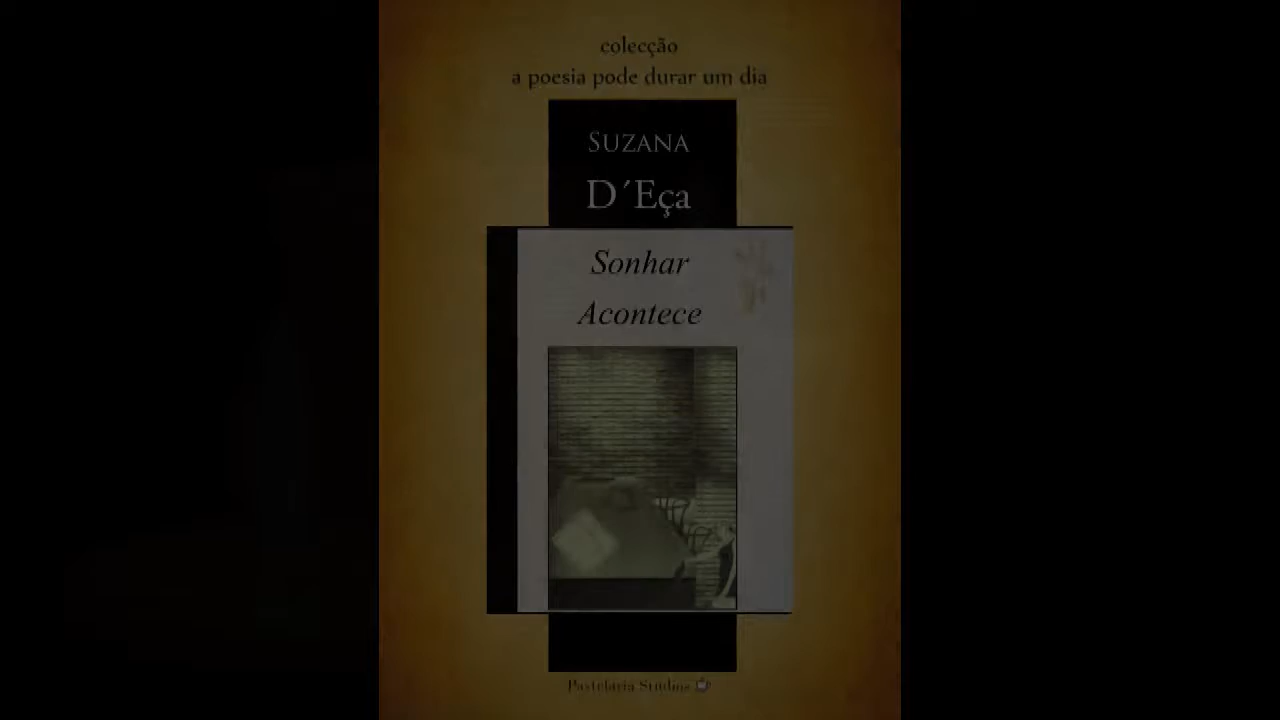 colecção
a poesia pode durar um dia
SUZANA
D´Eça
Sonhar
Acontece
Pastelaria Studios